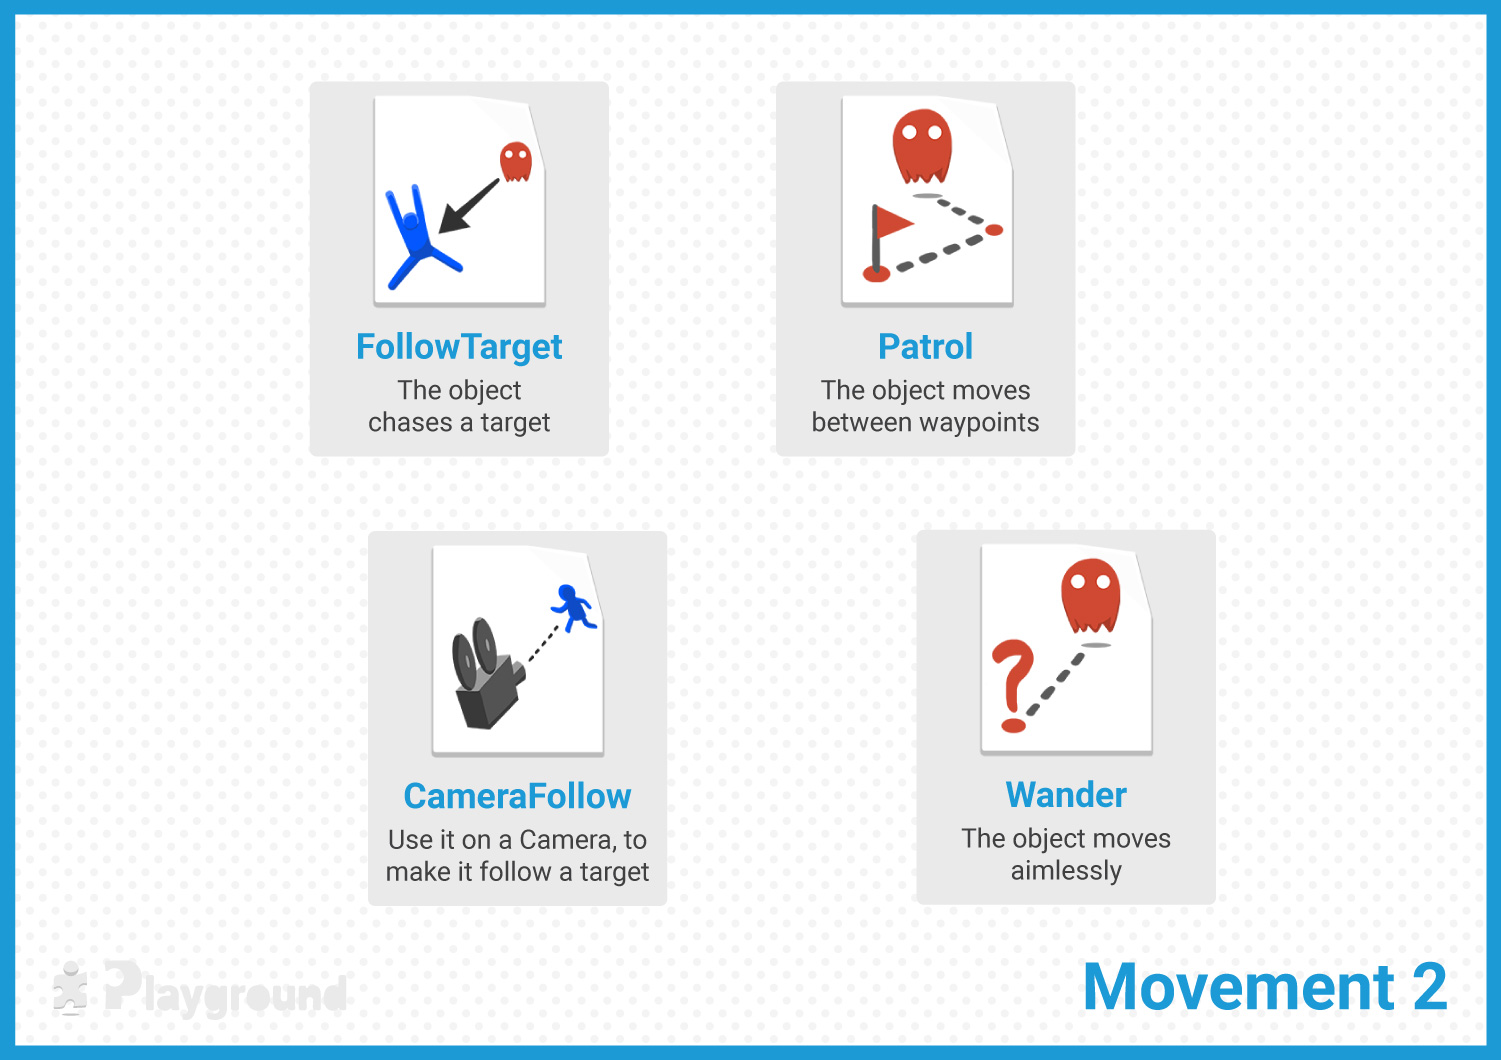 FollowTarget
The object
chases a target
Patrol
The object moves
between waypoints
CameraFollow
Use it on a Camera, to
make it follow a target
Wander
The object moves
aimlessly
Playground
Movement 2